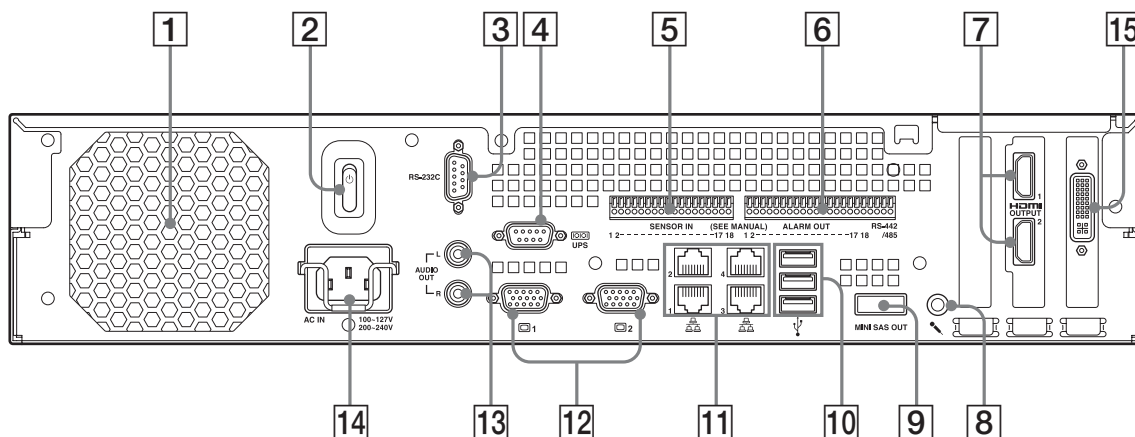 1 2 3 4 5 6 7 15
RS-232C
UPS
SENSOR IN (SEE MANUAL) ALARM OUT RS-442
1 2 17 18 1 2 17 18 /485
1
HDMI
OUTPUT
2
L
AUDIO
OUT
R
2 4
1 3
AC IN 100~127V
200~240V
1 2
MINI SAS OUT
14 13 12 11 10 9 8